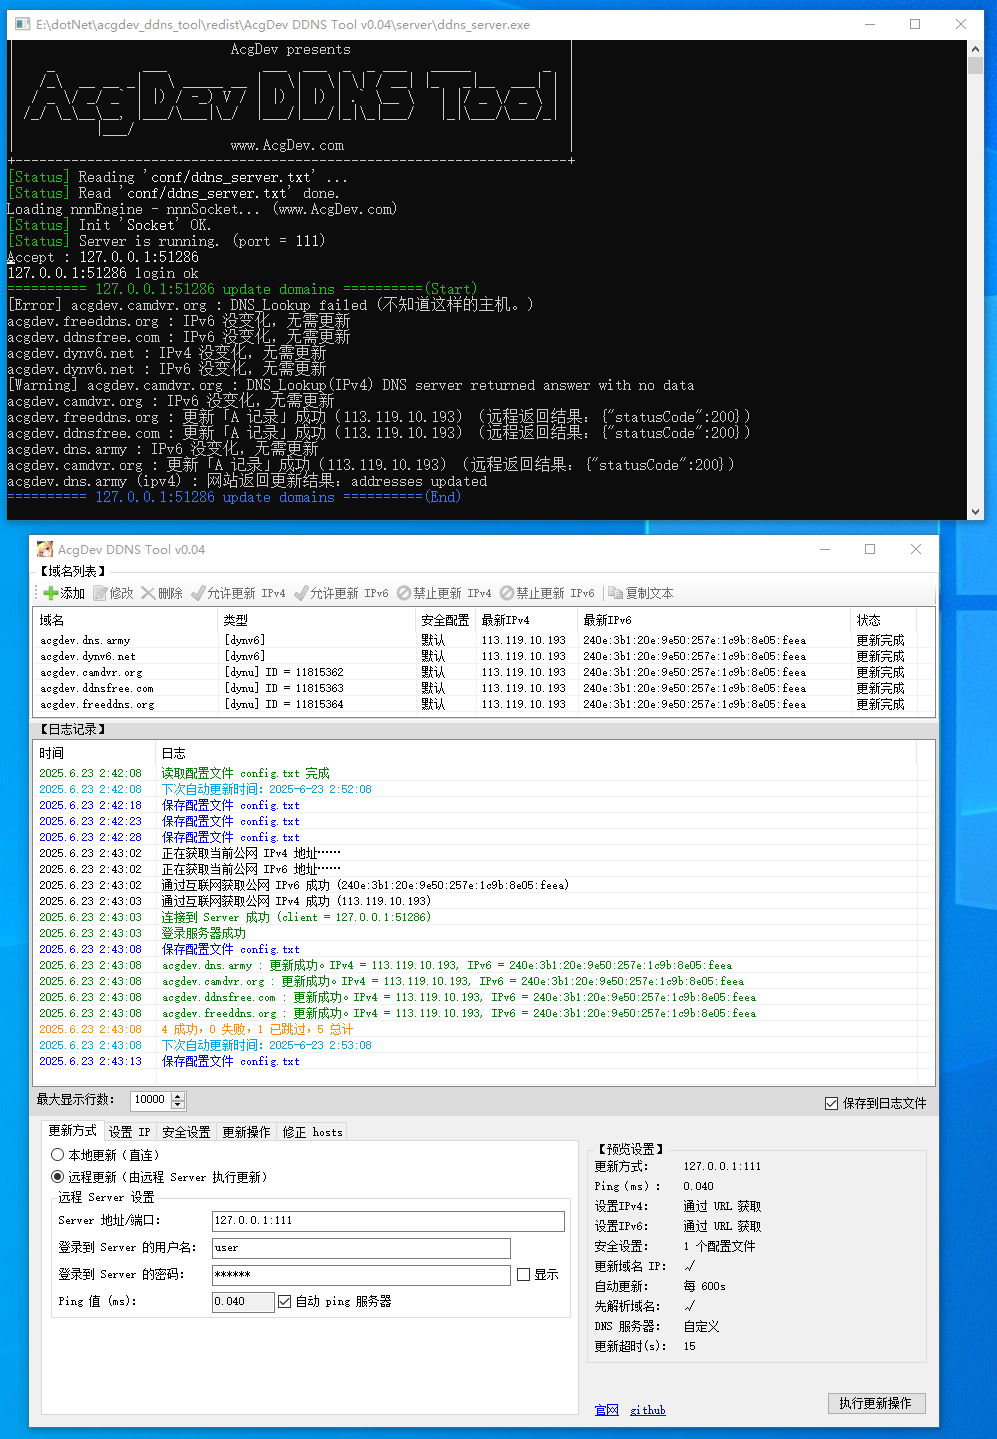 E:\dotNet\acgdev_ddns_tool\redist\AcgDev DDNS Tool v0.04\server\ddns_server.exe
AcgDev presents
AcgDev DDNS Tool
www.AcgDev.com
[Status] Reading 'conf/ddns_server.txt' ...
[Status] Read 'conf/ddns_server.txt' done.
Loading nnnEngine - nnnSocket... (www.AcgDev.com)
[Status] Init 'Socket' OK.
[Status] Server is running. (port = 111)
Accept : 127.0.0.1:51286
127.0.0.1:51286 login ok
========== 127.0.0.1:51286 update domains ==========(Start)
[Error] acgdev.camdvr.org : DNS_Lookup failed (不知道这样的主机。)
acgdev.freeddns.org : IPv6 没变化，无需更新
acgdev.ddnsfree.com : IPv6 没变化，无需更新
acgdev.dynv6.net : IPv4 没变化，无需更新
acgdev.dynv6.net : IPv6 没变化，无需更新
[Warning] acgdev.camdvr.org : DNS_Lookup(IPv4) DNS server returned answer with no data
acgdev.camdvr.org : IPv6 没变化，无需更新
acgdev.freeddns.org : 更新「A 记录」成功 (113.119.10.193) （远程返回结果：{"statusCode":200}）
acgdev.ddnsfree.com : 更新「A 记录」成功 (113.119.10.193) （远程返回结果：{"statusCode":200}）
acgdev.dns.army : IPv6 没变化，无需更新
acgdev.camdvr.org : 更新「A 记录」成功 (113.119.10.193) （远程返回结果：{"statusCode":200}）
acgdev.dns.army (ipv4) : 网站返回更新结果：addresses updated
========== 127.0.0.1:51286 update domains ==========(End)
AcgDev DDNS Tool v0.04
【域名列表】
添加 修改 删除 允许更新 IPv4 允许更新 IPv6 禁止更新 IPv4 禁止更新 IPv6 复制文本
域名 类型 安全配置 最新IPv4 最新IPv6 状态
acgdev.dns.army [dynv6] 默认 113.119.10.193 240e:3b1:20e:9e50:257e:1c9b:8e05:feea 更新完成
acgdev.dynv6.net [dynv6] 默认 113.119.10.193 240e:3b1:20e:9e50:257e:1c9b:8e05:feea 更新完成
acgdev.camdvr.org [dynu] ID = 11815362 默认 113.119.10.193 240e:3b1:20e:9e50:257e:1c9b:8e05:feea 更新完成
acgdev.ddnsfree.com [dynu] ID = 11815363 默认 113.119.10.193 240e:3b1:20e:9e50:257e:1c9b:8e05:feea 更新完成
acgdev.freeddns.org [dynu] ID = 11815364 默认 113.119.10.193 240e:3b1:20e:9e50:257e:1c9b:8e05:feea 更新完成
【日志记录】
时间 日志
2025.6.23 2:42:08 读取配置文件 config.txt 完成
2025.6.23 2:42:08 下次自动更新时间：2025-6-23 2:52:08
2025.6.23 2:42:18 保存配置文件 config.txt
2025.6.23 2:42:23 保存配置文件 config.txt
2025.6.23 2:42:28 保存配置文件 config.txt
2025.6.23 2:43:02 正在获取当前公网 IPv4 地址……
2025.6.23 2:43:02 正在获取当前公网 IPv6 地址……
2025.6.23 2:43:02 通过互联网获取公网 IPv6 成功 (240e:3b1:20e:9e50:257e:1c9b:8e05:feea)
2025.6.23 2:43:03 通过互联网获取公网 IPv4 成功 (113.119.10.193)
2025.6.23 2:43:03 连接到 Server 成功 (client = 127.0.0.1:51286)
2025.6.23 2:43:03 登录服务器成功
2025.6.23 2:43:08 保存配置文件 config.txt
2025.6.23 2:43:08 acgdev.dns.army : 更新成功。IPv4 = 113.119.10.193, IPv6 = 240e:3b1:20e:9e50:257e:1c9b:8e05:feea
2025.6.23 2:43:08 acgdev.camdvr.org : 更新成功。IPv4 = 113.119.10.193, IPv6 = 240e:3b1:20e:9e50:257e:1c9b:8e05:feea
2025.6.23 2:43:08 acgdev.ddnsfree.com : 更新成功。IPv4 = 113.119.10.193, IPv6 = 240e:3b1:20e:9e50:257e:1c9b:8e05:feea
2025.6.23 2:43:08 acgdev.freeddns.org : 更新成功。IPv4 = 113.119.10.193, IPv6 = 240e:3b1:20e:9e50:257e:1c9b:8e05:feea
2025.6.23 2:43:08 4 成功，0 失败，1 已跳过，5 总计
2025.6.23 2:43:08 下次自动更新时间：2025-6-23 2:53:08
2025.6.23 2:43:13 保存配置文件 config.txt
最大显示行数： 10000 保存到日志文件
更新方式 设置 IP 安全设置 更新操作 修正 hosts
本地更新（直连）
远程更新（由远程 Server 执行更新）
远程 Server 设置
Server 地址/端口： 127.0.0.1:111
登录到 Server 的用户名： user
登录到 Server 的密码： ****** 显示
Ping 值 (ms)： 0.040 自动 ping 服务器
【预览设置】
更新方式： 127.0.0.1:111
Ping (ms) : 0.040
设置IPv4： 通过 URL 获取
设置IPv6： 通过 URL 获取
安全设置： 1 个配置文件
更新域名 IP： √
自动更新： 每 600s
先解析域名： √
DNS 服务器： 自定义
更新超时(s)： 15
官网 github
执行更新操作